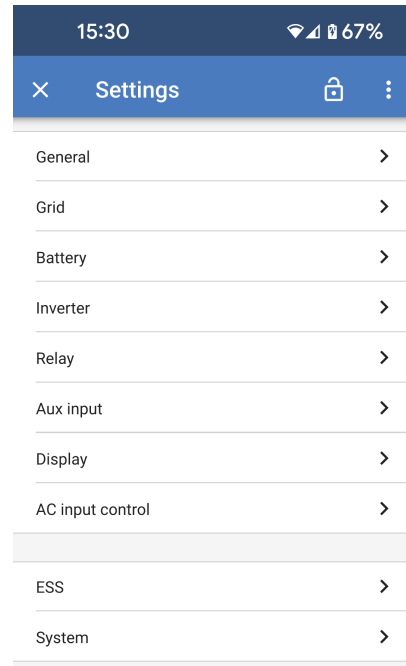 15:30 67%
Settings
General
Grid
Battery
Inverter
Relay
Aux input
Display
AC input control
ESS
System